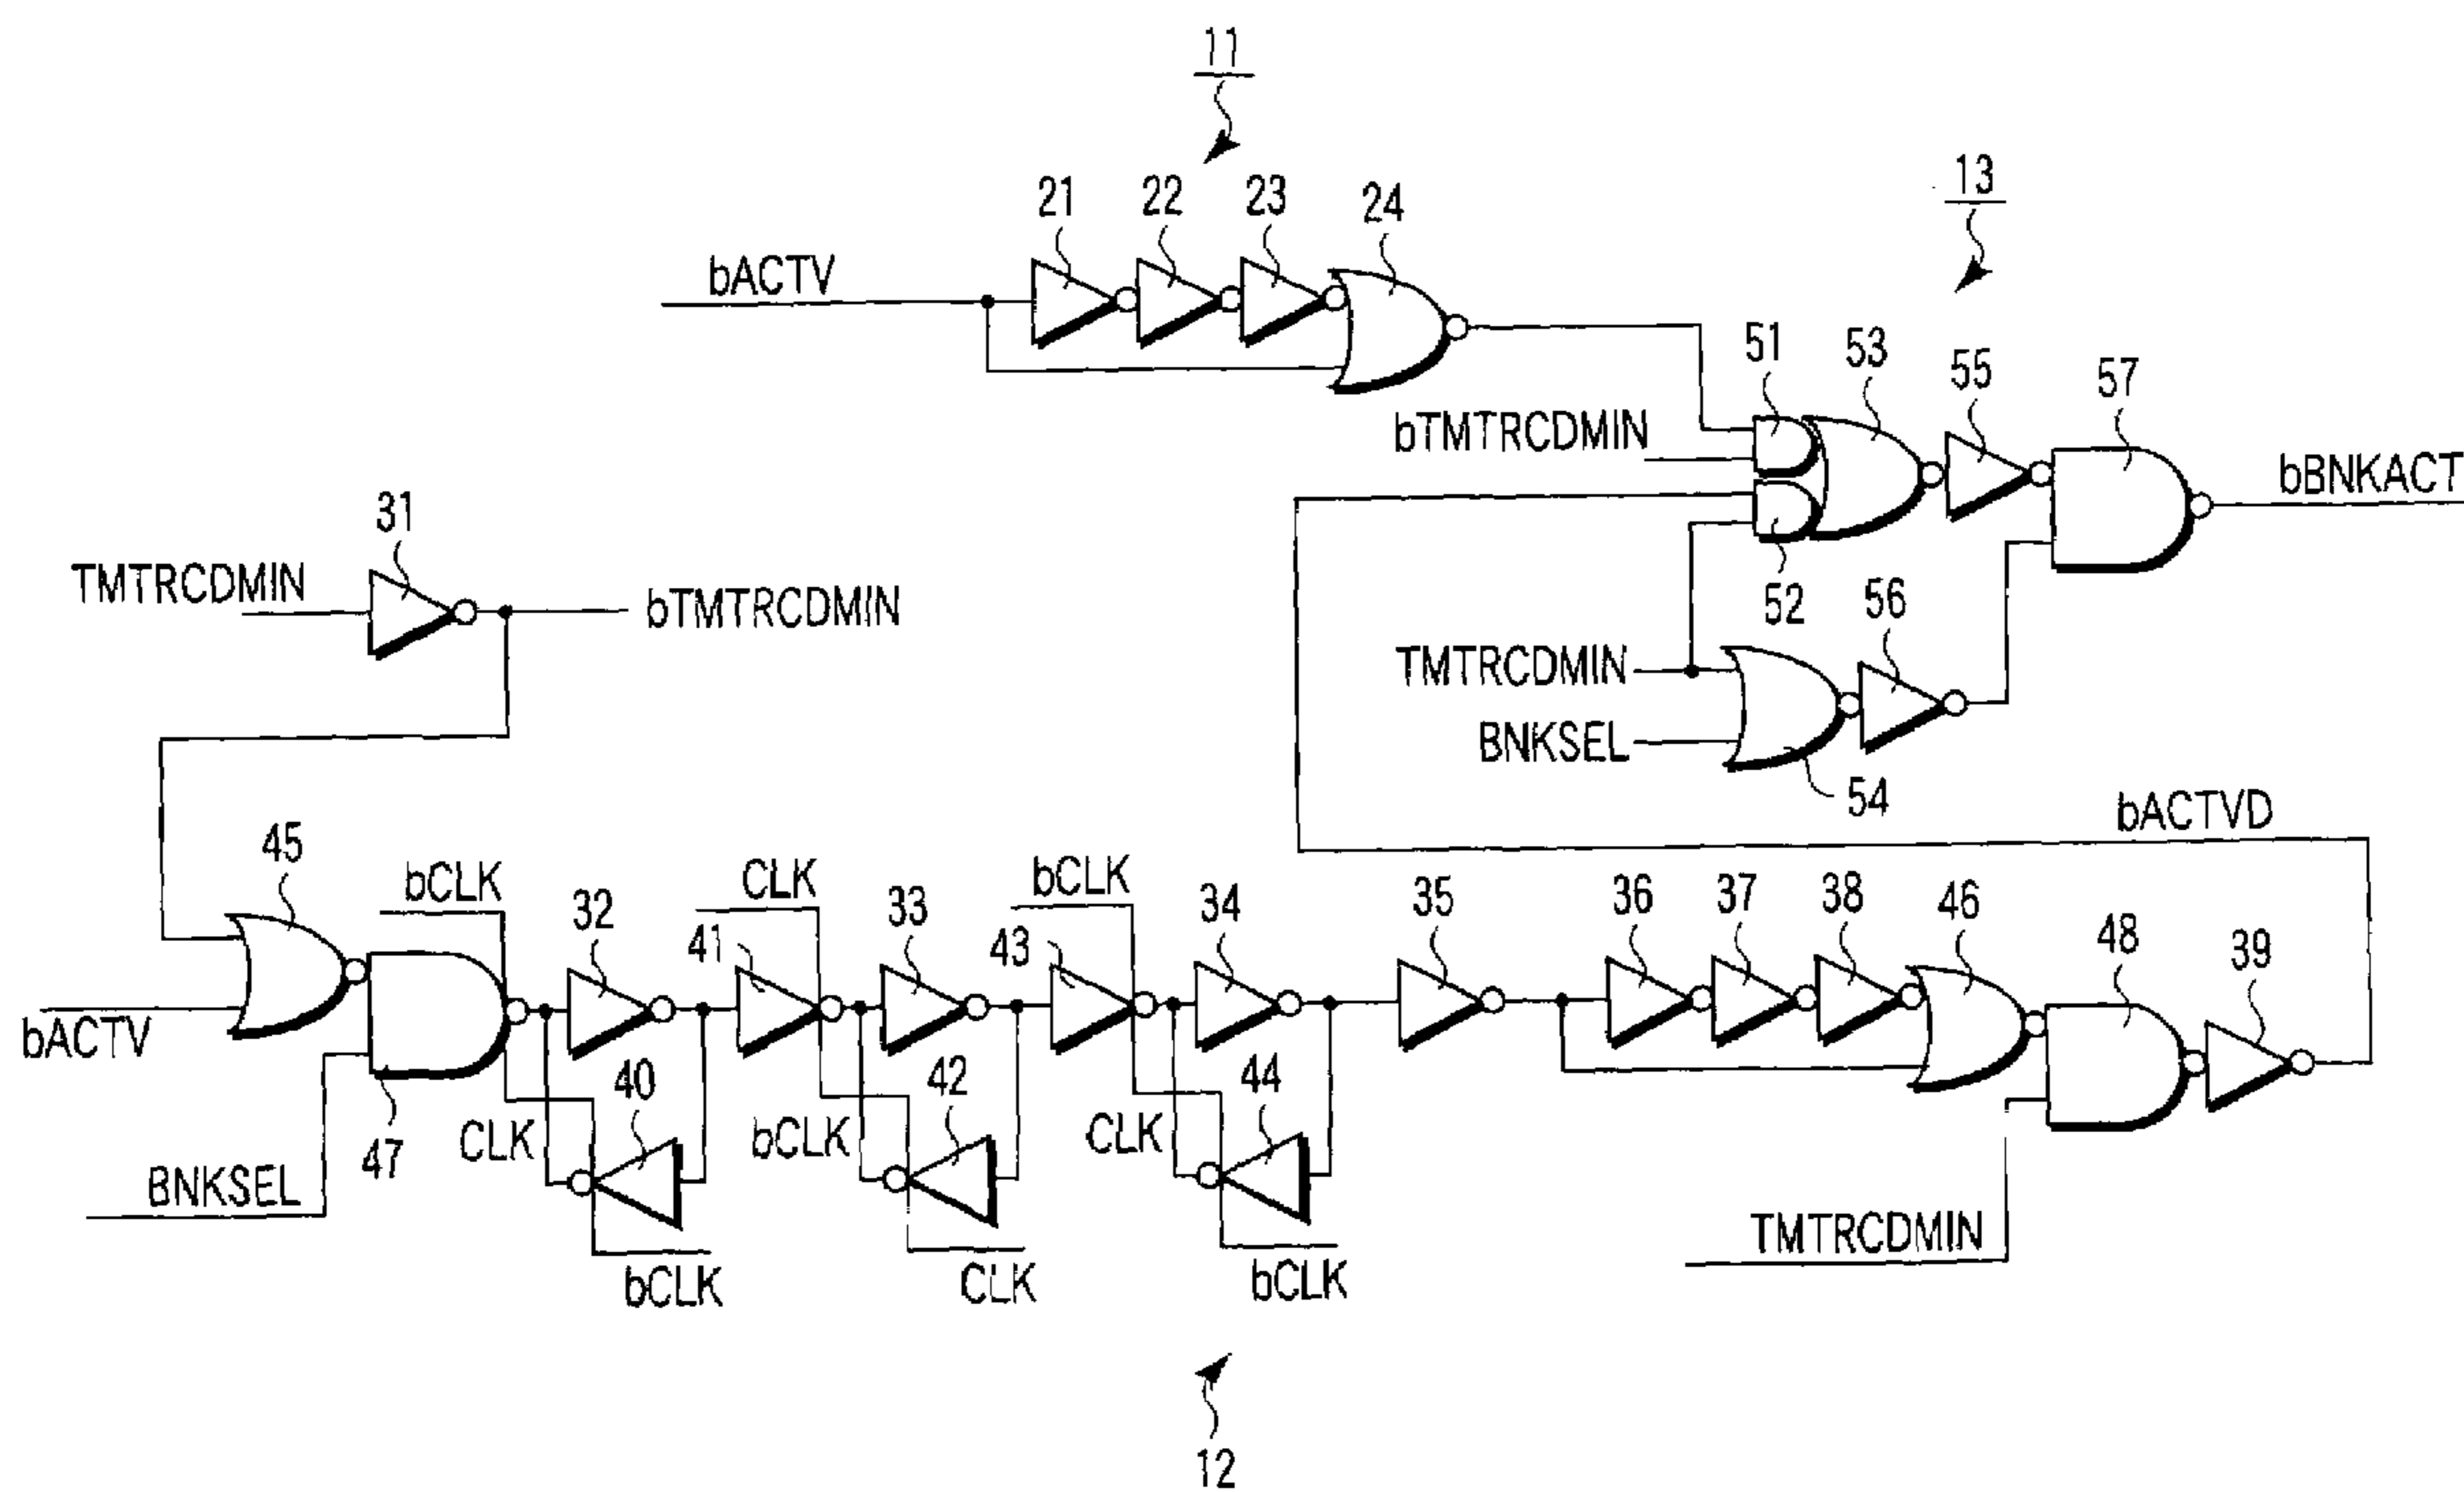 11
13
21
22
23
24
bACTV
51
53
55
57
bTMTRCDMIN
bBNKACT
31
TMTRCDMIN
bTMTRCDMIN
52
56
TMTRCDMIN
BNKSEL
54
bACTVD
45
bCLK
32
CLK
41
33
bCLK
43
34
35
36
37
38
46
48
39
bACTV
47
CLK
40
bCLK
42
CLK
44
BNKSEL
TMTRCDMIN
bCLK
CLK
bCLK
12